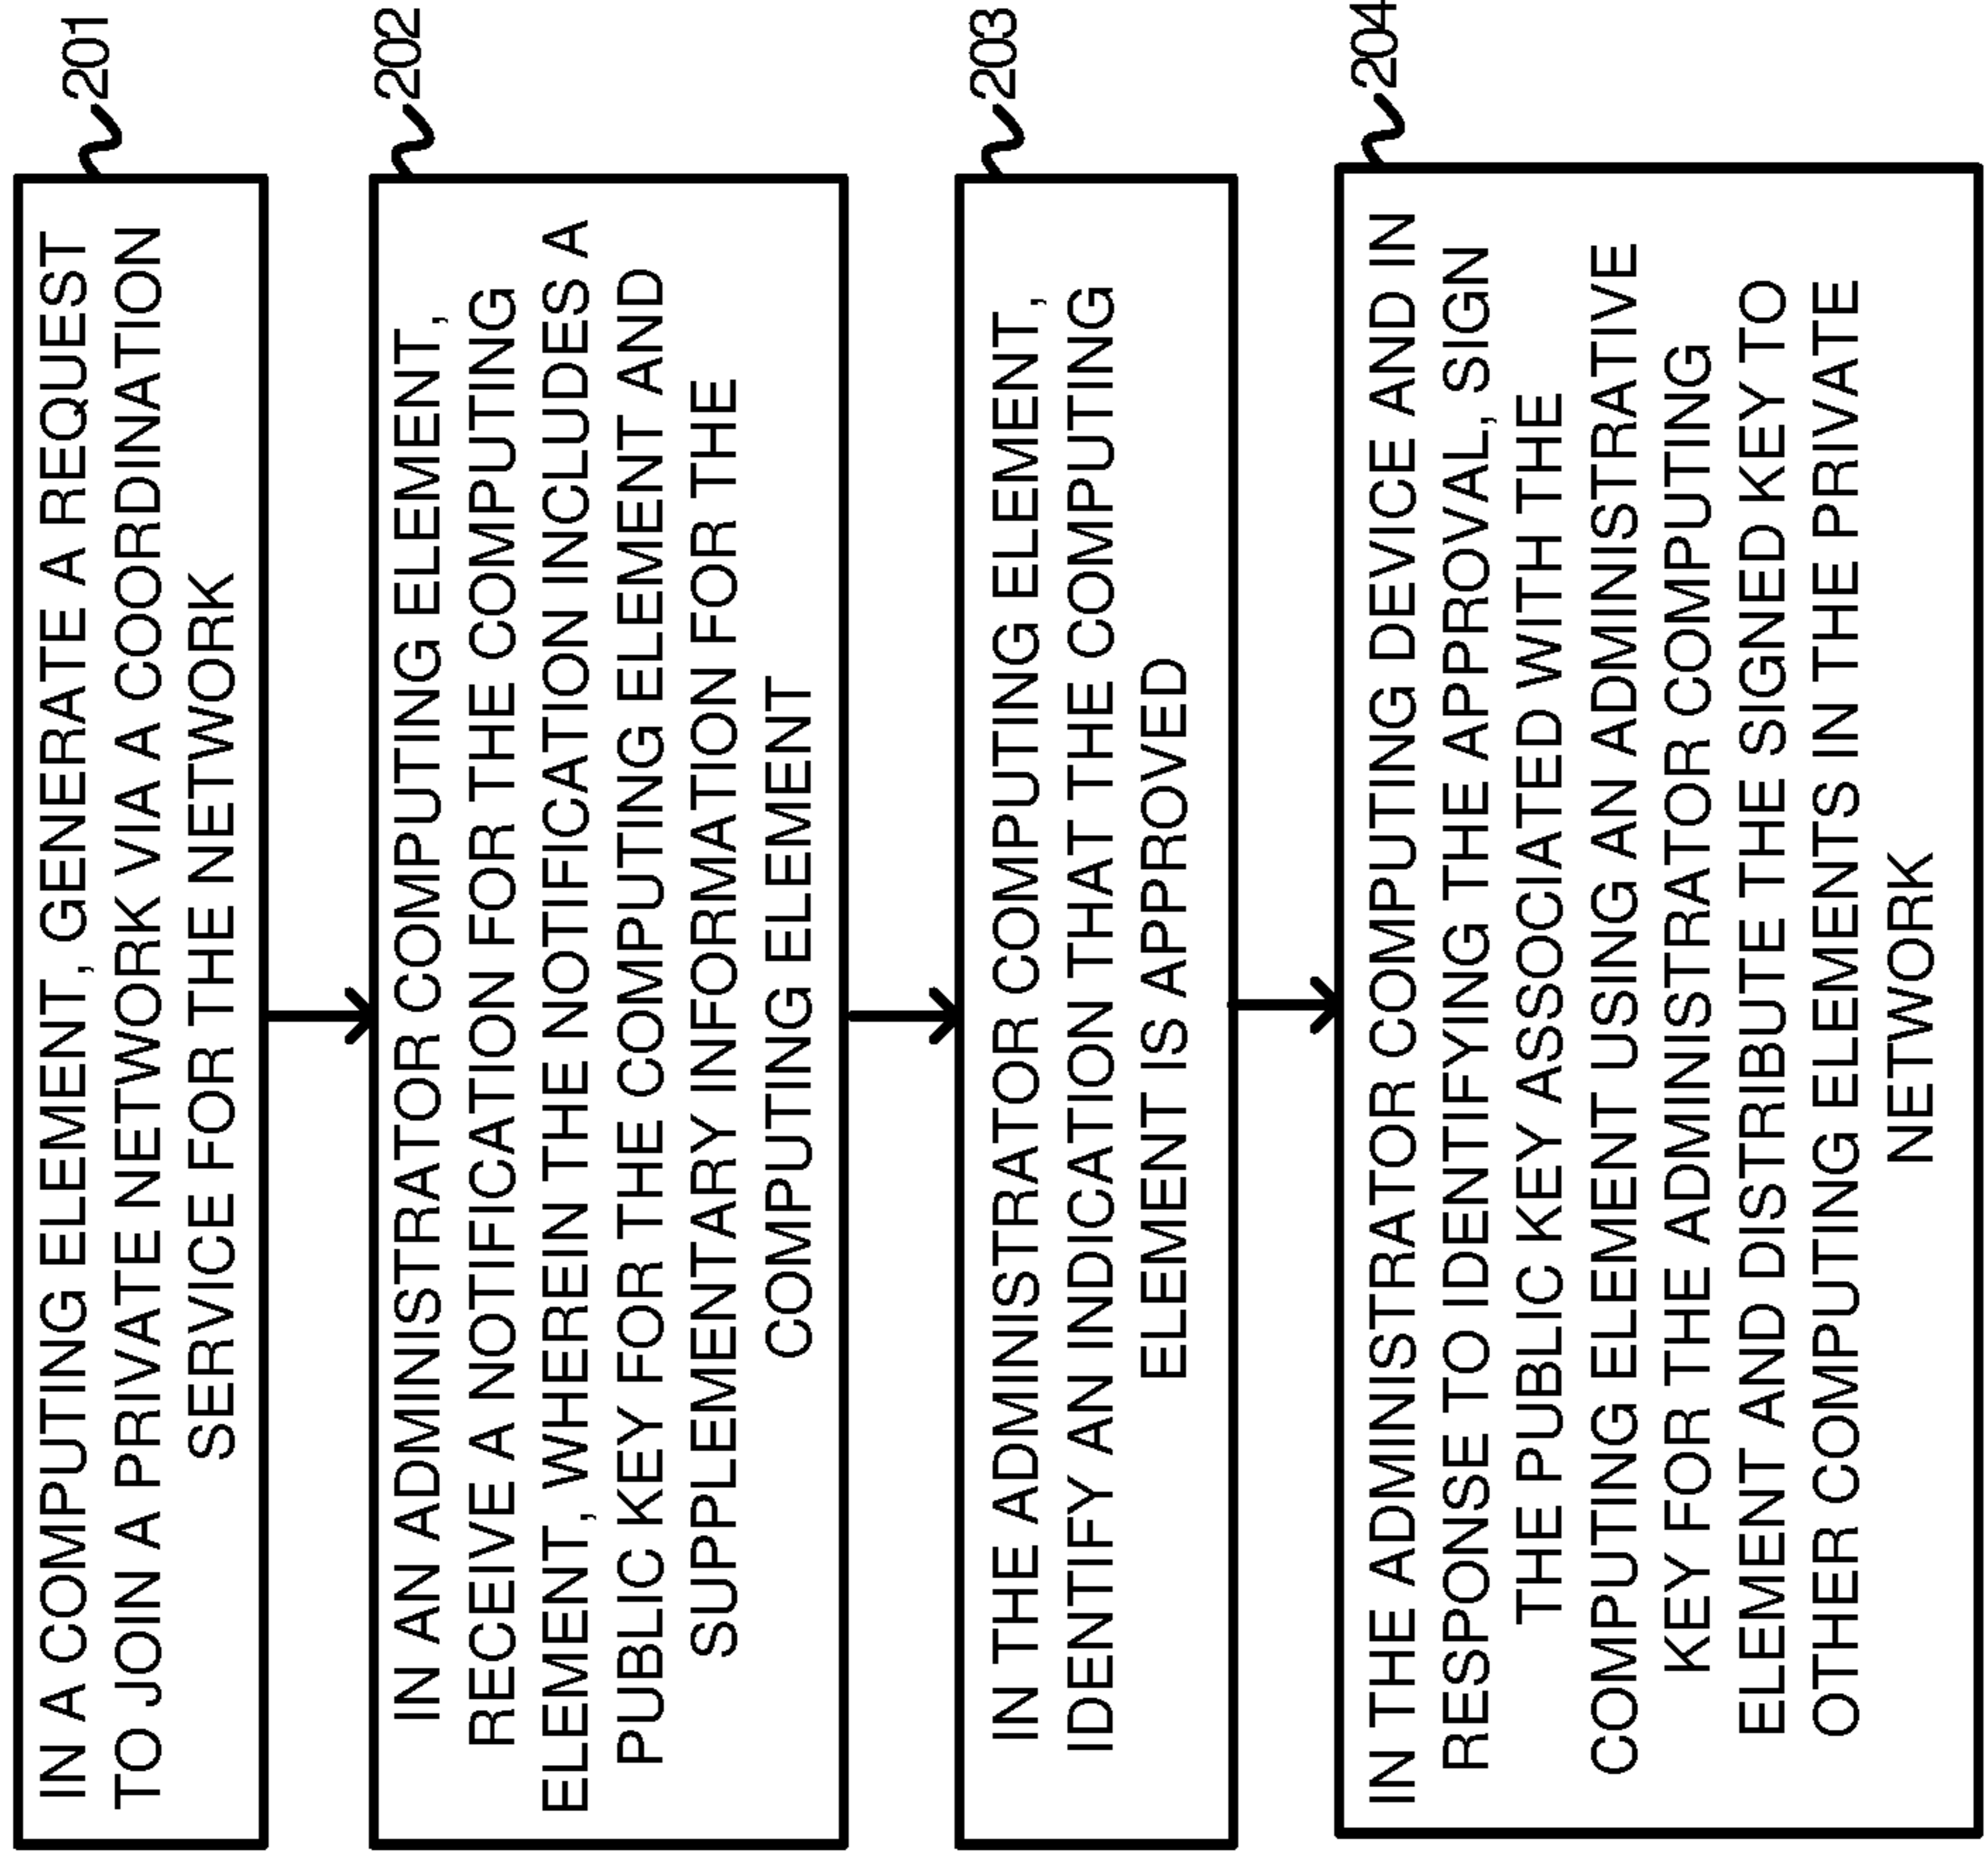 201
IN A COMPUTING ELEMENT, GENERATE A REQUEST
TO JOIN A PRIVATE NETWORK VIA A COORDINATION
SERVICE FOR THE NETWORK
202
IN AN ADMINISTRATOR COMPUTING ELEMENT,
RECEIVE A NOTIFICATION FOR THE COMPUTING
ELEMENT, WHEREIN THE NOTIFICATION INCLUDES A
PUBLIC KEY FOR THE COMPUTING ELEMENT AND
SUPPLEMENTARY INFORMATION FOR THE
COMPUTING ELEMENT
203
IN THE ADMINISTRATOR COMPUTING ELEMENT,
IDENTIFY AN INDICATION THAT THE COMPUTING
ELEMENT IS APPROVED
204
IN THE ADMINISTRATOR COMPUTING DEVICE AND IN
RESPONSE TO IDENTIFYING THE APPROVAL, SIGN
THE PUBLIC KEY ASSOCIATED WITH THE
COMPUTING ELEMENT USING AN ADMINISTRATIVE
KEY FOR THE ADMINISTRATOR COMPUTING
ELEMENT AND DISTRIBUTE THE SIGNED KEY TO
OTHER COMPUTING ELEMENTS IN THE PRIVATE
NETWORK